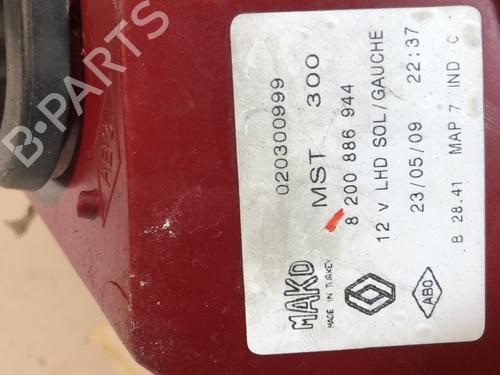 B-PARTS
ABS
020300999
MST 300
8 200 886 944
12 V LHD SOL/GAUCHE
23/05/09 22:37
B 28.41 MAP 7 IND C
MAKO
MADE IN TURKEY
ABO